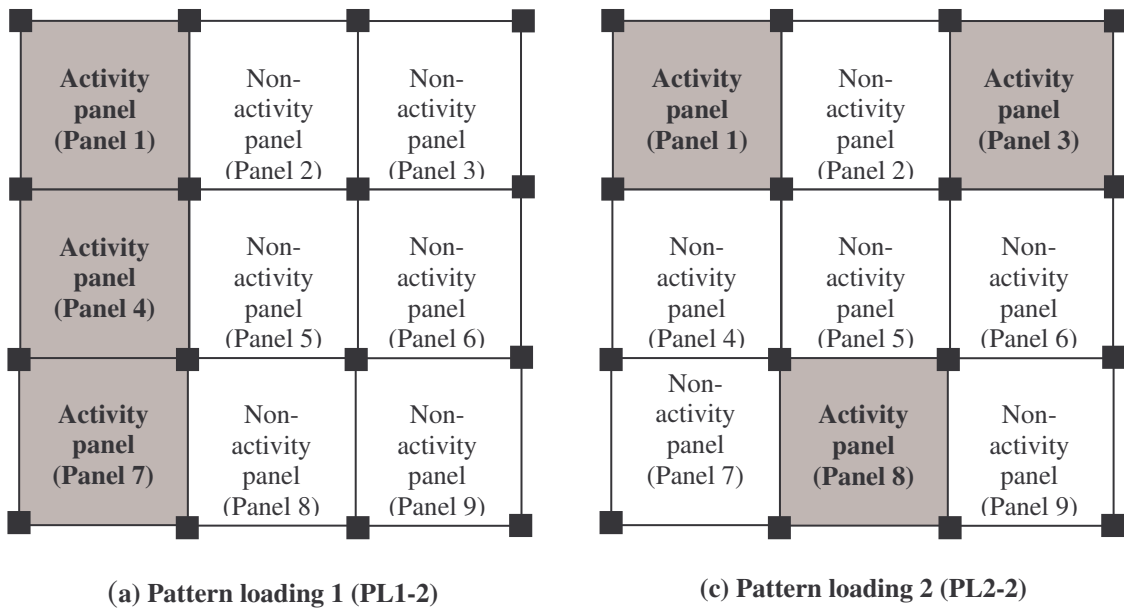 Activity
panel
(Panel 1)
Non-
activity
panel
(Panel 2)
Non-
activity
panel
(Panel 3)
Activity
panel
(Panel 4)
Non-
activity
panel
(Panel 5)
Non-
activity
panel
(Panel 6)
Activity
panel
(Panel 7)
Non-
activity
panel
(Panel 8)
Non-
activity
panel
(Panel 9)
(a) Pattern loading 1 (PL1-2)
Activity
panel
(Panel 1)
Non-
activity
panel
(Panel 2)
Activity
panel
(Panel 3)
Non-
activity
panel
(Panel 4)
Non-
activity
panel
(Panel 5)
Non-
activity
panel
(Panel 6)
Non-
activity
panel
(Panel 7)
Activity
panel
(Panel 8)
Non-
activity
panel
(Panel 9)
(c) Pattern loading 2 (PL2-2)